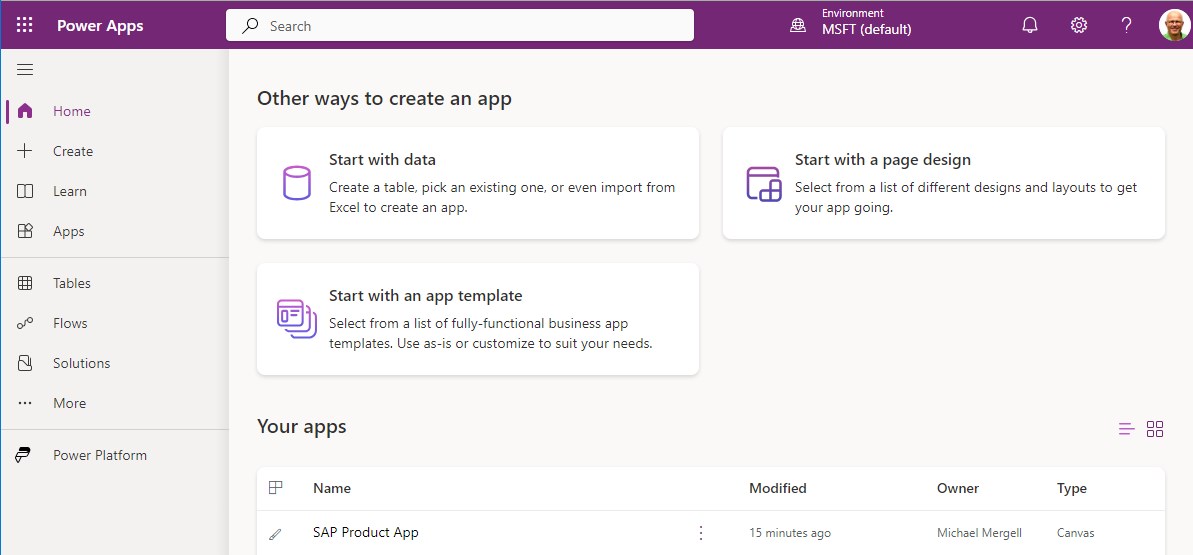 Power Apps
Search
Environment
MSFT (default)
?
Home
Create
Learn
Apps
Tables
Flows
Solutions
More
Power Platform
Other ways to create an app
Start with data
Create a table, pick an existing one, or even import from
Excel to create an app.
Start with a page design
Select from a list of different designs and layouts to get
your app going.
Start with an app template
Select from a list of fully-functional business app
templates. Use as-is or customize to suit your needs.
Your apps
Name Modified Owner Type
SAP Product App 15 minutes ago Michael Mergell Canvas